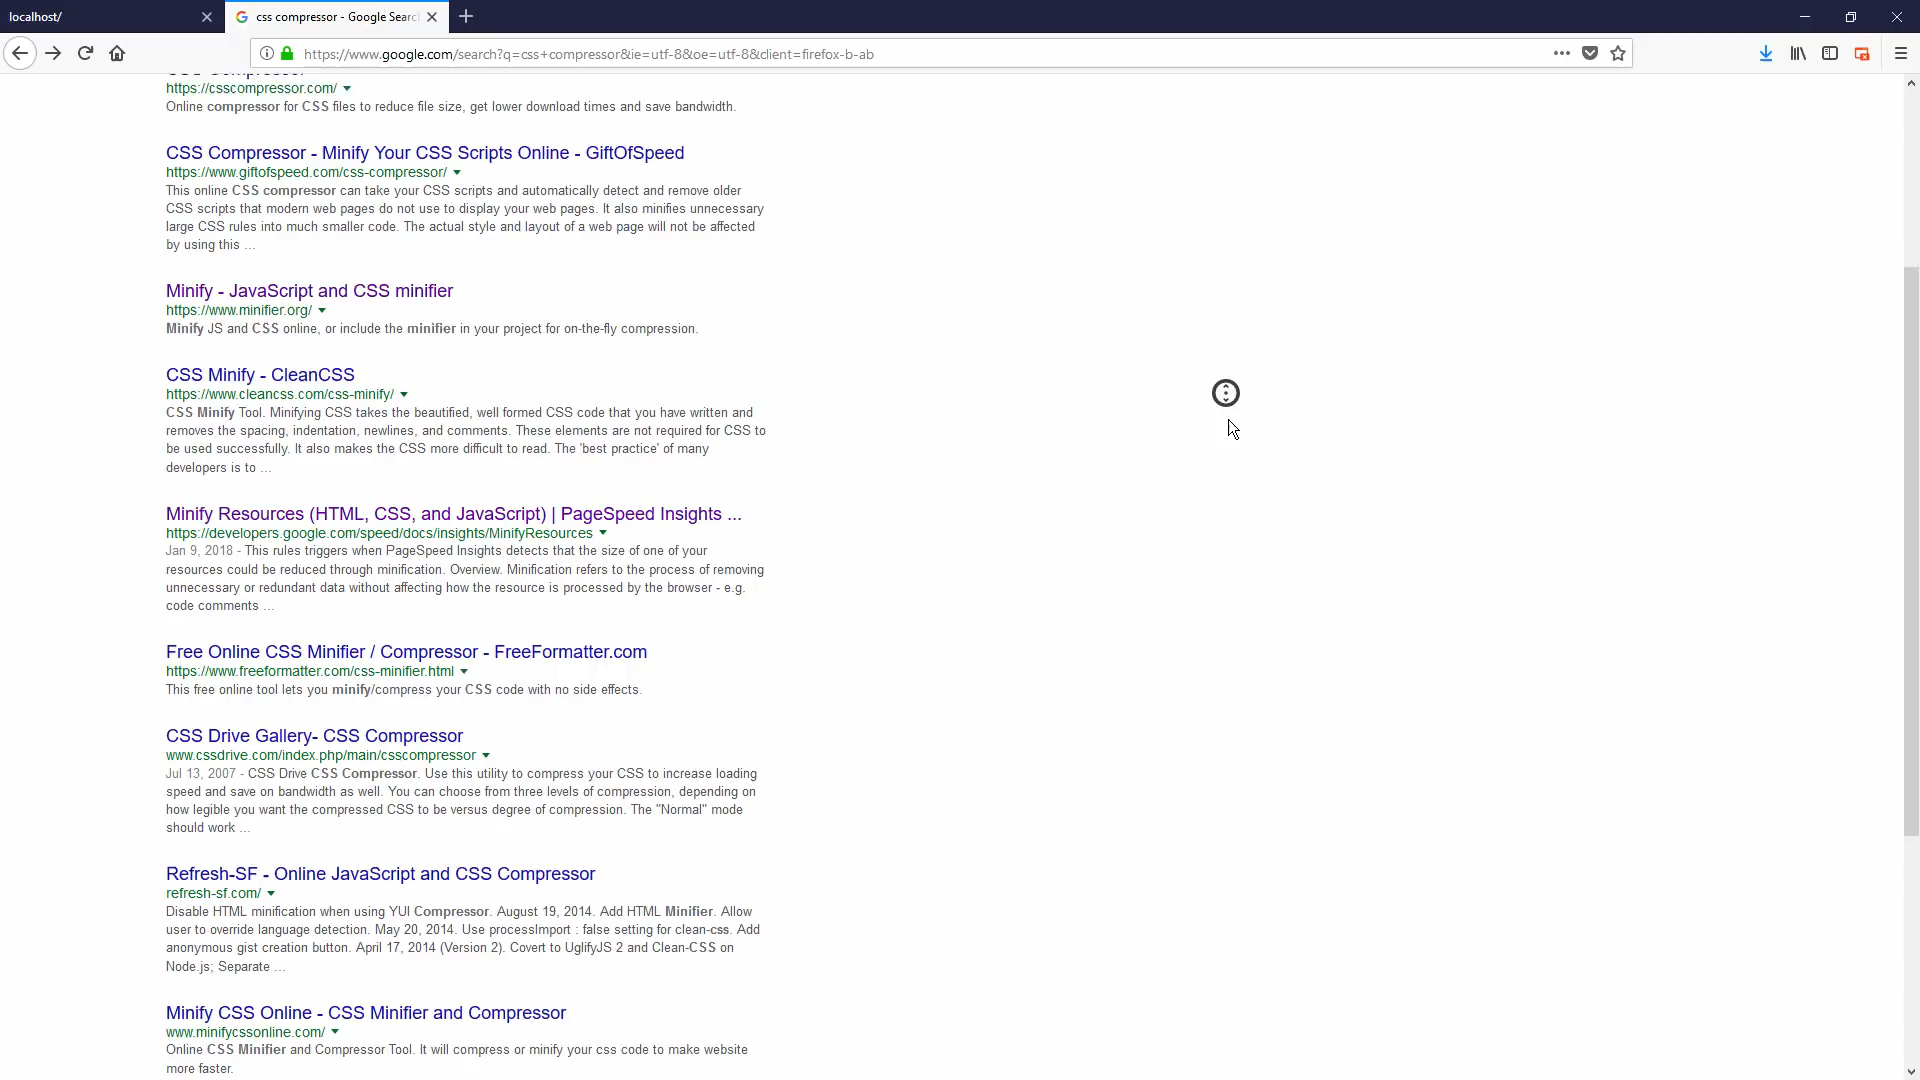 localhost/
css compressor - Google Searc
https://www.google.com/search?q=css+compressor&ie=utf-8&oe=utf-8&client=firefox-b-ab
CSS Compressor
https://csscompressor.com/
Online compressor for CSS files to reduce file size, get lower download times and save bandwidth.
CSS Compressor - Minify Your CSS Scripts Online - GiftOfSpeed
https://www.giftofspeed.com/css-compressor/
This online CSS compressor can take your CSS scripts and automatically detect and remove older
CSS scripts that modern web pages do not use to display your web pages. It also minifies unnecessary
large CSS rules into much smaller code. The actual style and layout of a web page will not be affected
by using this ...
Minify - JavaScript and CSS minifier
https://www.minifier.org/
Minify JS and CSS online, or include the minifier in your project for on-the-fly compression.
CSS Minify - CleanCSS
https://www.cleancss.com/css-minify/
CSS Minify Tool. Minifying CSS takes the beautified, well formed CSS code that you have written and
removes the spacing, indentation, newlines, and comments. These elements are not required for CSS to
be used successfully. It also makes the CSS more difficult to read. The 'best practice' of many
developers is to ...
Minify Resources (HTML, CSS, and JavaScript) | PageSpeed Insights ...
https://developers.google.com/speed/docs/insights/MinifyResources
Jan 9, 2018 - This rules triggers when PageSpeed Insights detects that the size of one of your
resources could be reduced through minification. Overview. Minification refers to the process of removing
unnecessary or redundant data without affecting how the resource is processed by the browser - e.g.
code comments ...
Free Online CSS Minifier / Compressor - FreeFormatter.com
https://www.freeformatter.com/css-minifier.html
This free online tool lets you minify/compress your CSS code with no side effects.
CSS Drive Gallery- CSS Compressor
www.cssdrive.com/index.php/main/csscompressor
Jul 13, 2007 - CSS Drive CSS Compressor. Use this utility to compress your CSS to increase loading
speed and save on bandwidth as well. You can choose from three levels of compression, depending on
how legible you want the compressed CSS to be versus degree of compression. The "Normal" mode
should work ...
Refresh-SF - Online JavaScript and CSS Compressor
refresh-sf.com/
Disable HTML minification when using YUI Compressor. August 19, 2014. Add HTML Minifier. Allow
user to override language detection. May 20, 2014. Use processImport : false setting for clean-css. Add
anonymous gist creation button. April 17, 2014 (Version 2). Covert to UglifyJS 2 and Clean-CSS on
Node.js; Separate ...
Minify CSS Online - CSS Minifier and Compressor
www.minifycssonline.com/
Online CSS Minifier and Compressor Tool. It will compress or minify your css code to make website
more faster.